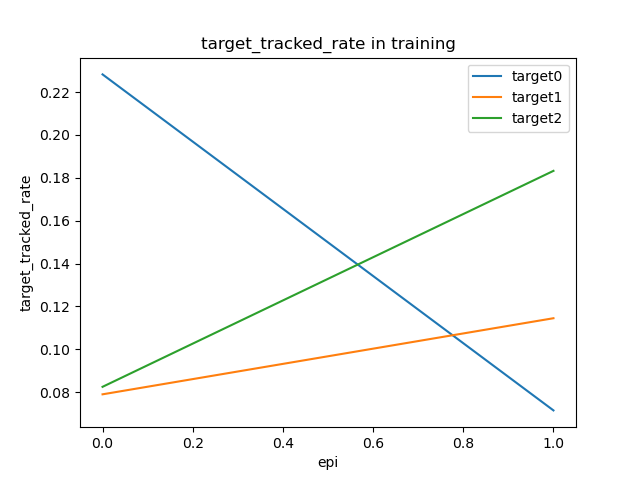 target_tracked_rate in training
target0
target1
target2
target_tracked_rate
0.22
0.20
0.18
0.16
0.14
0.12
0.10
0.08
0.0
0.2
0.4
0.6
0.8
1.0
epi